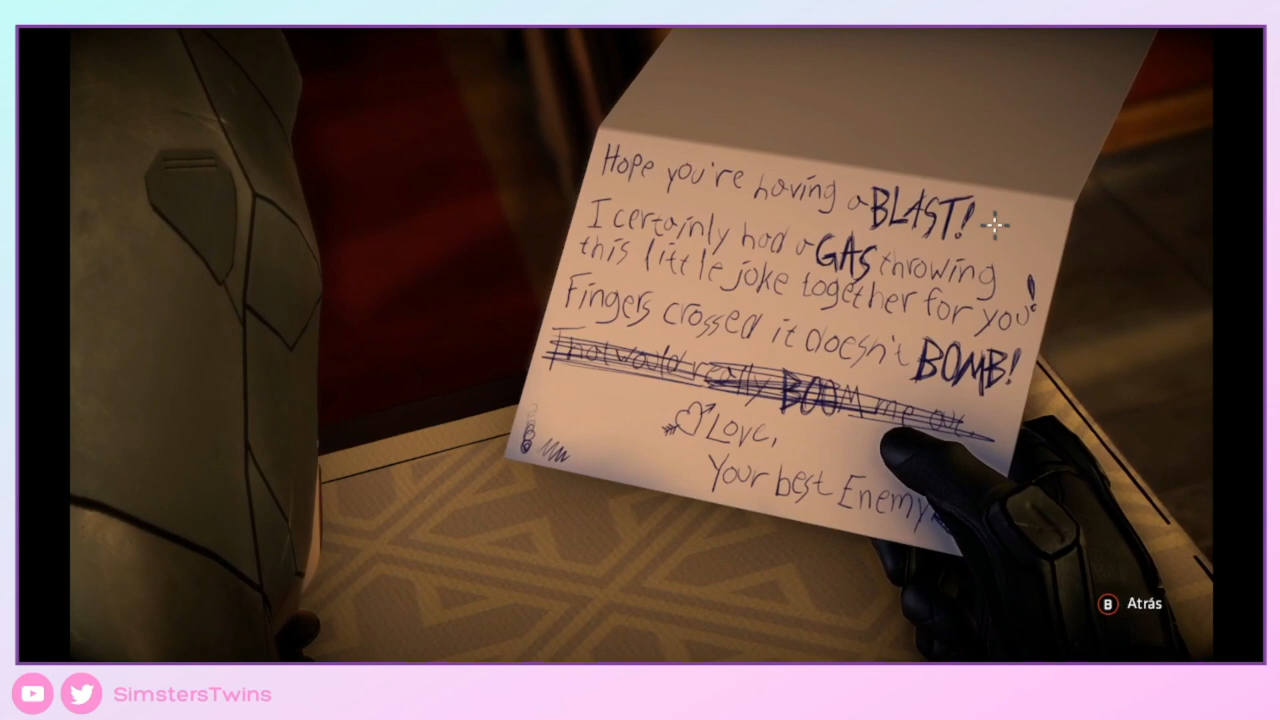 Hope you're having a BLAST!
I certainly had a GAS throwing
this little joke together for you!
Fingers crossed it doesn't BOMB!
That would really BOOM me out.
Love,
Your best Enemy
B Atrás
SimstersTwins